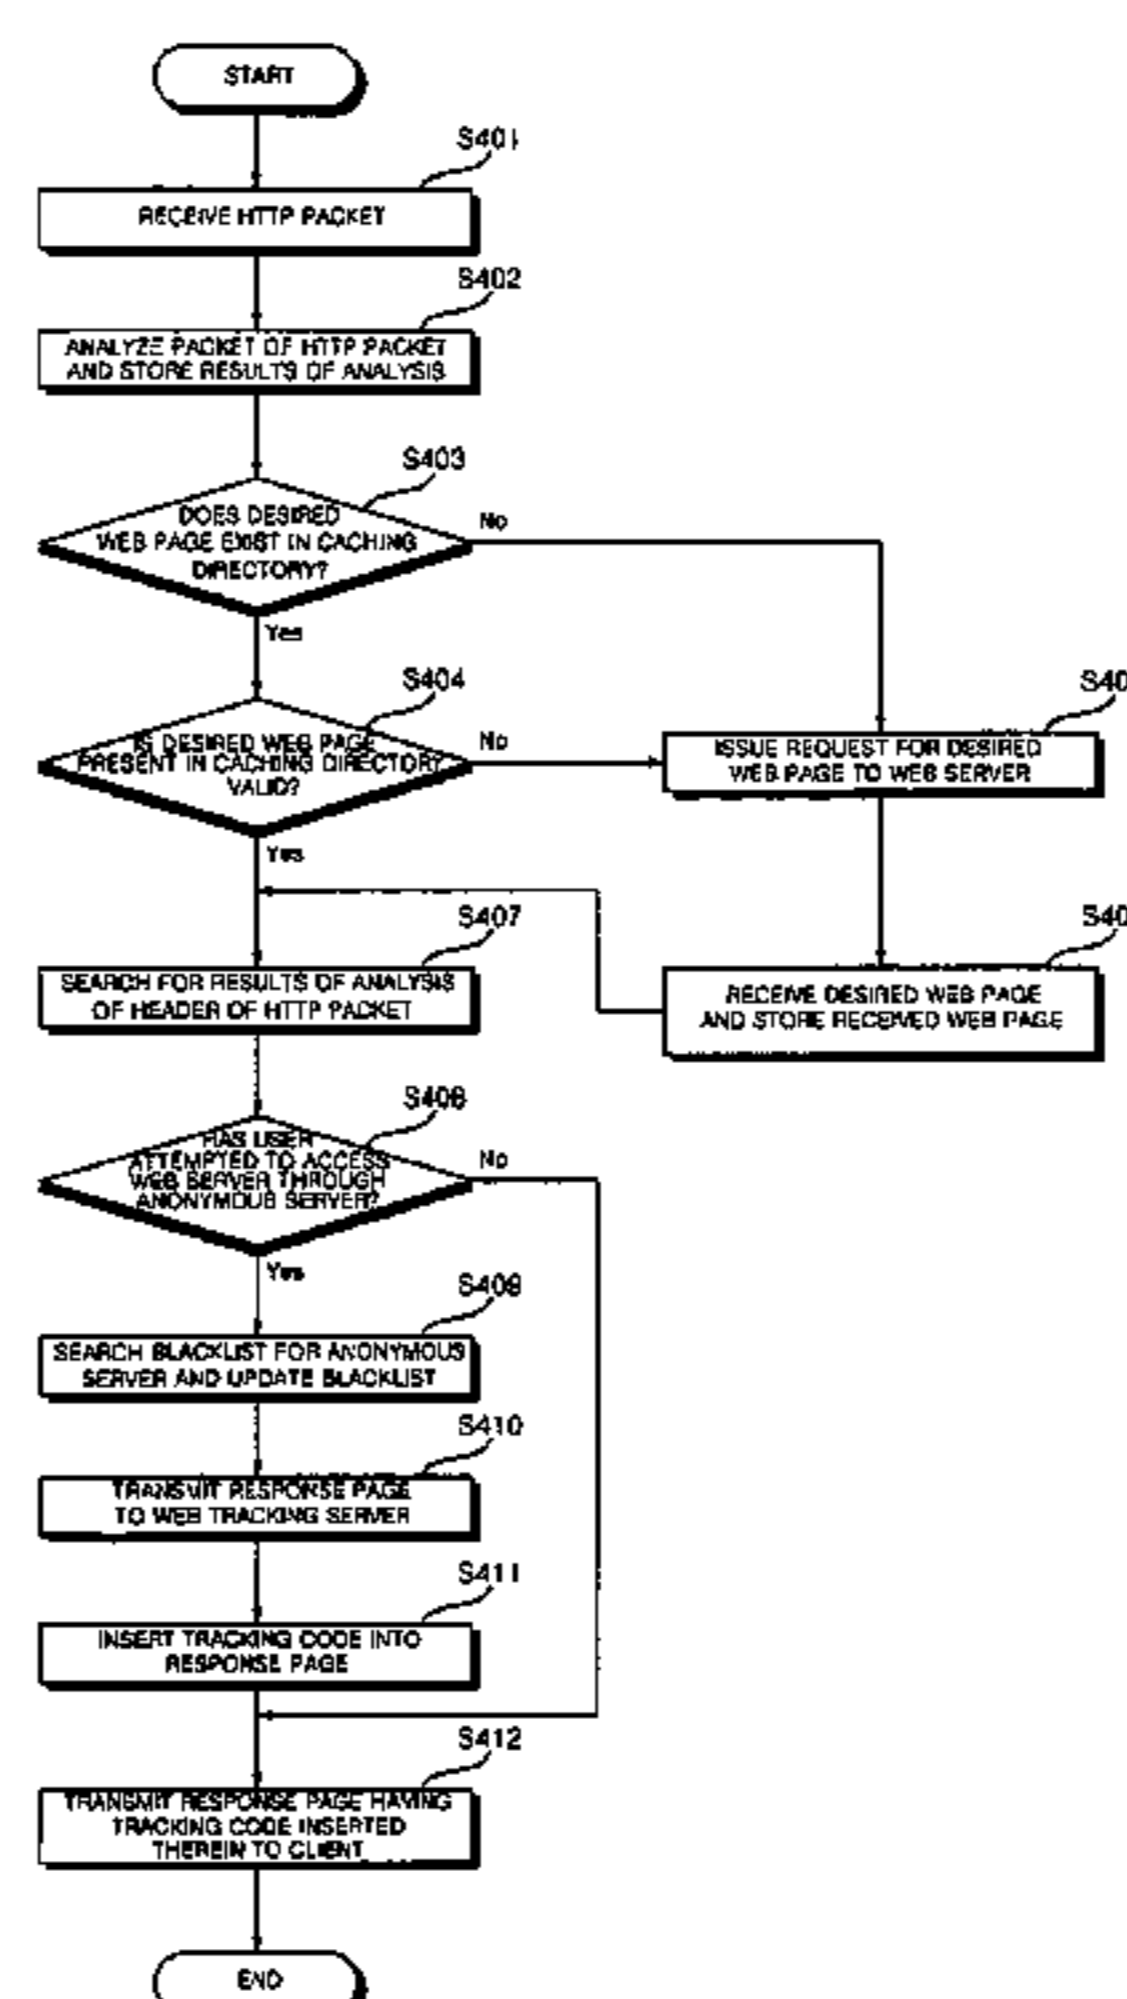 START
S401
RECEIVE HTTP PACKET
S402
ANALYZE PACKET OF HTTP PACKET
AND STORE RESULTS OF ANALYSIS
S403
DOES DESIRED
WEB PAGE EXIST IN CACHING
DIRECTORY?
No
Yes
S404
IS DESIRED WEB PAGE
PRESENT IN CACHING DIRECTORY
VALID?
No
Yes
S40
ISSUE REQUEST FOR DESIRED
WEB PAGE TO WEB SERVER
S40
RECEIVE DESIRED WEB PAGE
AND STORE RECEIVED WEB PAGE
S407
SEARCH FOR RESULTS OF ANALYSIS
OF HEADER OF HTTP PACKET
S408
HAS USER
ATTEMPTED TO ACCESS
WEB SERVER THROUGH
ANONYMOUS SERVER?
No
Yes
S409
SEARCH BLACKLIST FOR ANONYMOUS
SERVER AND UPDATE BLACKLIST
S410
TRANSMIT RESPONSE PAGE
TO WEB TRACKING SERVER
S411
INSERT TRACKING CODE INTO
RESPONSE PAGE
S412
TRANSMIT RESPONSE PAGE HAVING
TRACKING CODE INSERTED
THEREIN TO CLIENT
END